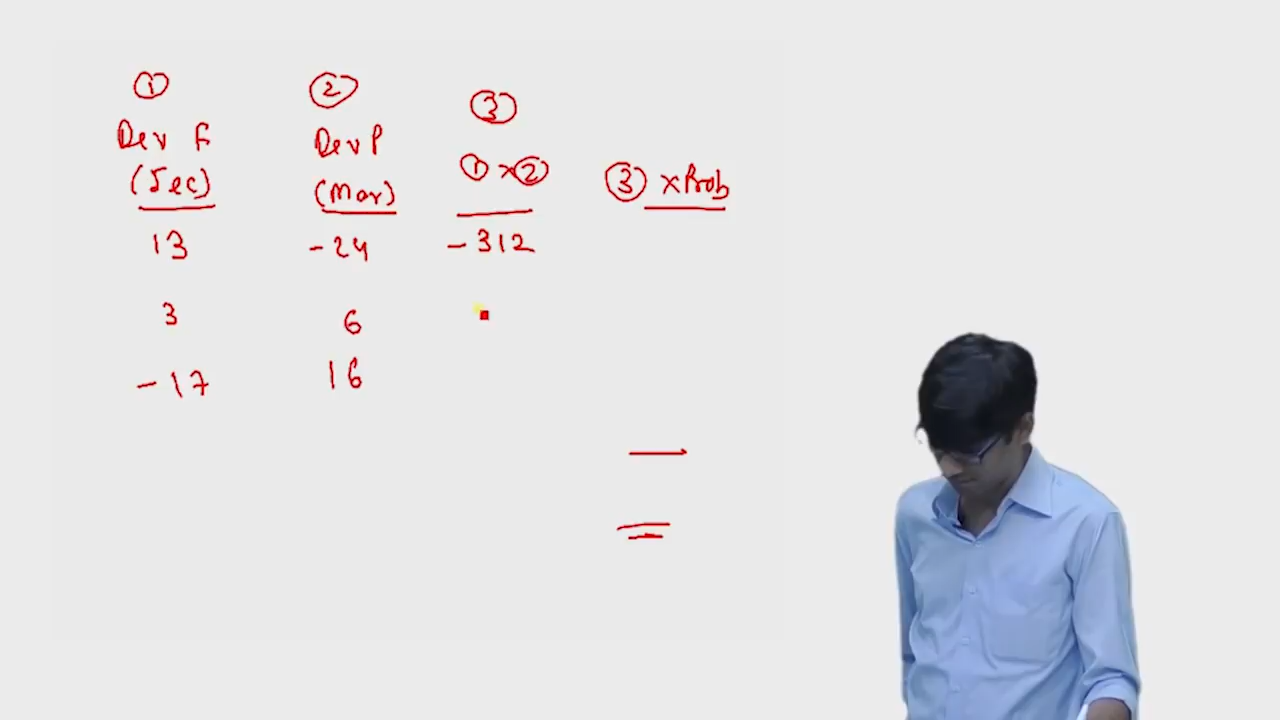 ① ② ③
Dev F Dev P
(Sec) (Mar) ① × ② ③ × Prob
13 -24 -312
3 6
-17 16